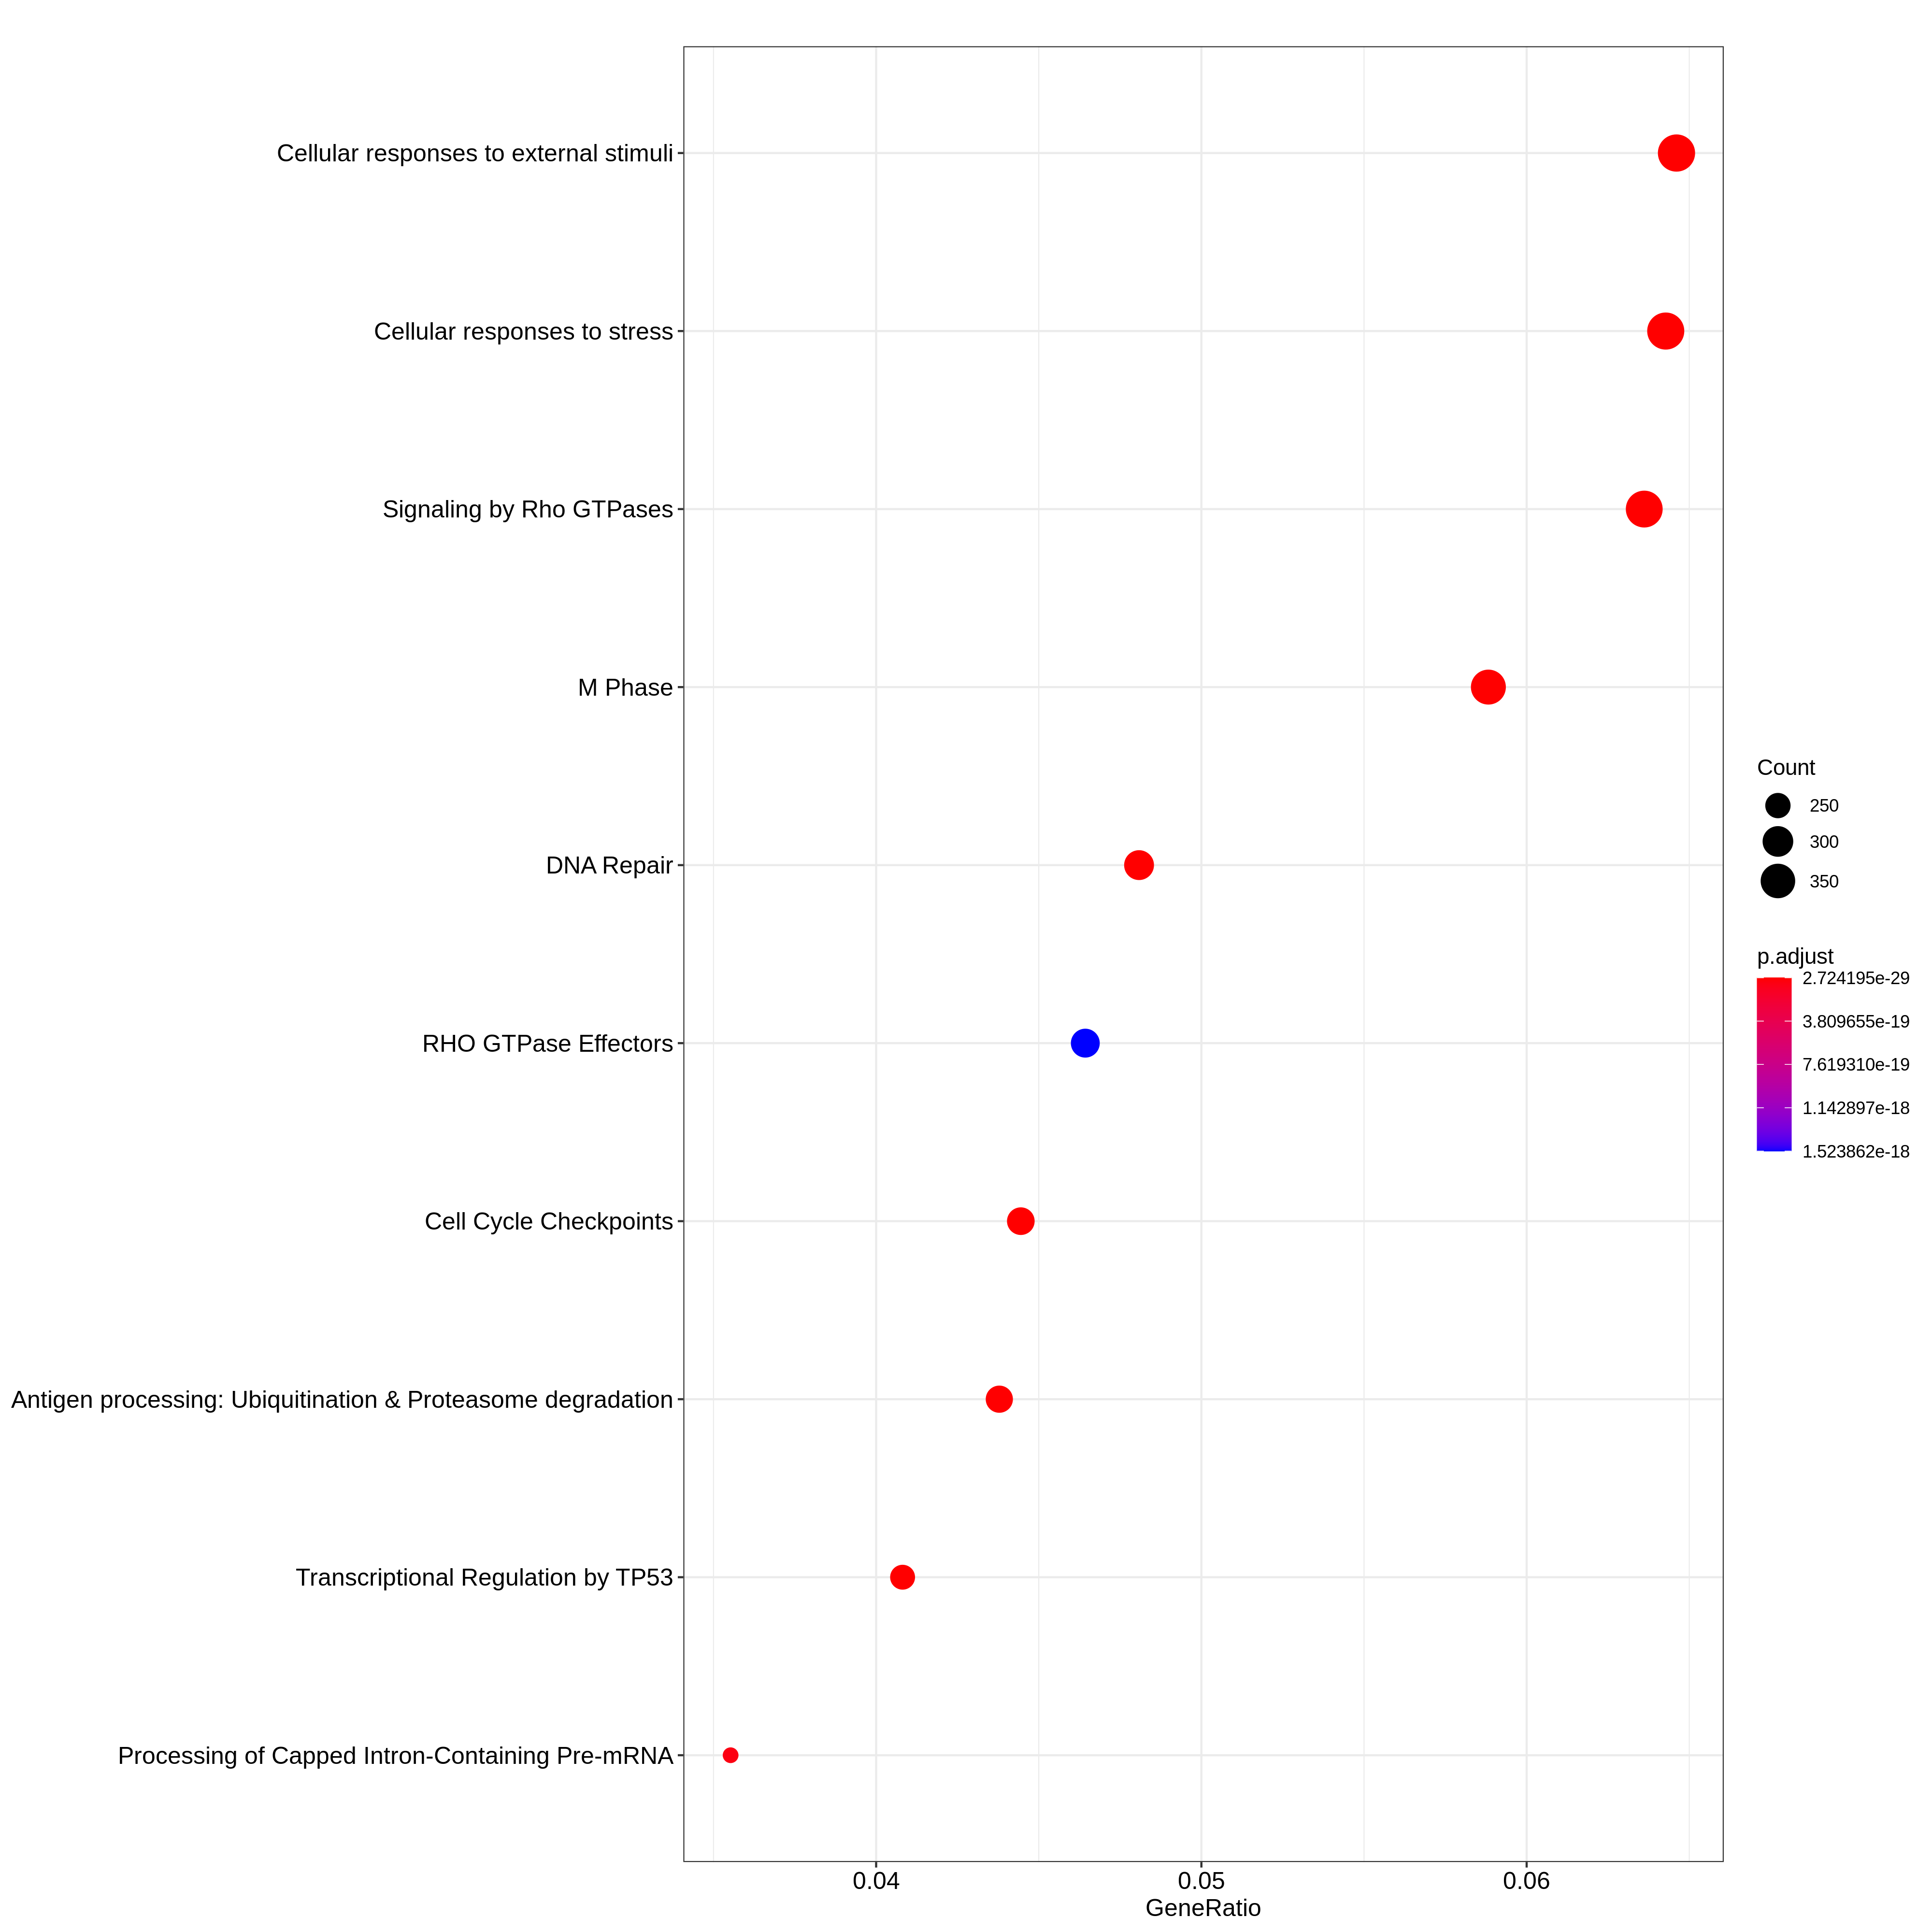 Cellular responses to external stimuli
Cellular responses to stress
Signaling by Rho GTPases
M Phase
DNA Repair
RHO GTPase Effectors
Cell Cycle Checkpoints
Antigen processing: Ubiquitination & Proteasome degradation
Transcriptional Regulation by TP53
Processing of Capped Intron-Containing Pre-mRNA
0.04 0.05 0.06
GeneRatio
Count
250
300
350
p.adjust
2.724195e-29
3.809655e-19
7.619310e-19
1.142897e-18
1.523862e-18